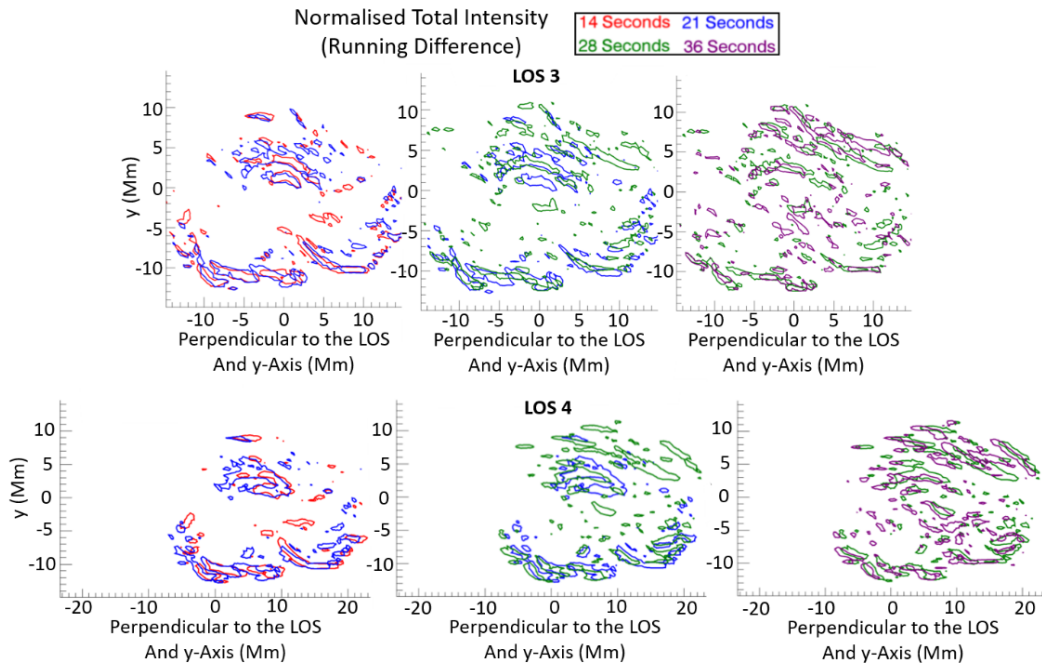 Normalised Total Intensity
(Running Difference)
14 Seconds 21 Seconds
28 Seconds 36 Seconds
LOS 3
y (Mm)
10
5
0
-5
-10
10
5
0
-5
-10
10
5
0
-5
-10
-10 -5 0 5 10
-10 -5 0 5 10
-10 -5 0 5 10
Perpendicular to the LOS
And y-Axis (Mm)
Perpendicular to the LOS
And y-Axis (Mm)
Perpendicular to the LOS
And y-Axis (Mm)
LOS 4
y (Mm)
10
5
0
-5
-10
10
5
0
-5
-10
10
5
0
-5
-10
-20 -10 0 10 20
-20 -10 0 10 20
-20 -10 0 10 20
Perpendicular to the LOS
And y-Axis (Mm)
Perpendicular to the LOS
And y-Axis (Mm)
Perpendicular to the LOS
And y-Axis (Mm)